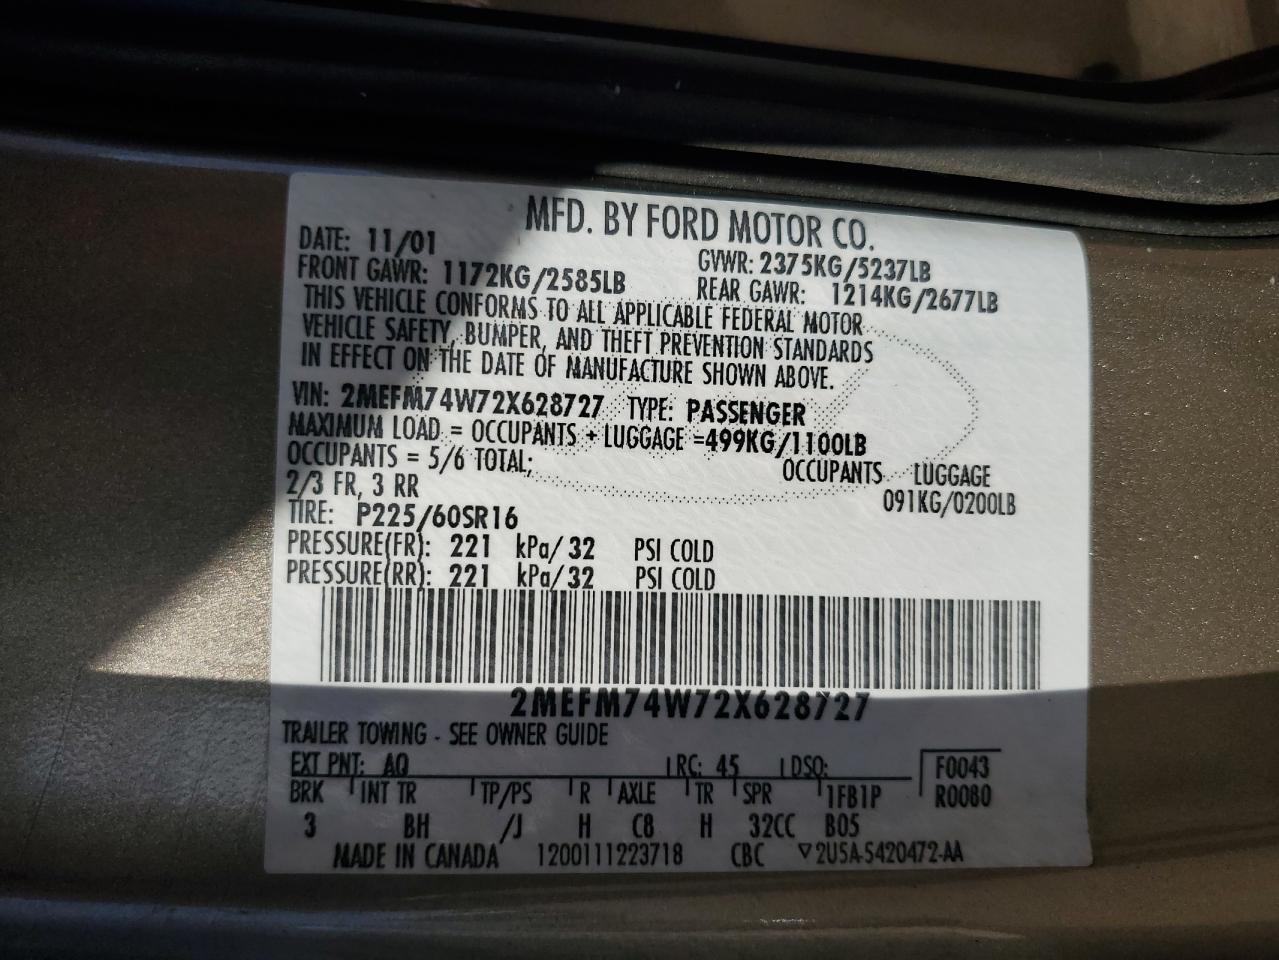 MFD. BY FORD MOTOR CO.
DATE: 11/01 GVWR: 2375KG/5237LB
FRONT GAWR: 1172KG/2585LB REAR GAWR: 1214KG/2677LB
THIS VEHICLE CONFORMS TO ALL APPLICABLE FEDERAL MOTOR
VEHICLE SAFETY, BUMPER, AND THEFT PREVENTION STANDARDS
IN EFFECT ON THE DATE OF MANUFACTURE SHOWN ABOVE.
VIN: 2MEFM74W72X628727 TYPE: PASSENGER
MAXIMUM LOAD = OCCUPANTS + LUGGAGE =499KG/1100LB
OCCUPANTS = 5/6 TOTAL; OCCUPANTS LUGGAGE
2/3 FR, 3 RR 091KG/0200LB
TIRE: P225/60SR16
PRESSURE(FR): 221 kPa/32 PSI COLD
PRESSURE(RR): 221 kPa/32 PSI COLD
2MEFM74W72X628727
TRAILER TOWING - SEE OWNER GUIDE
EXT PNT: AQ RC: 45 DSO: F0043
BRK INT TR TP/PS R AXLE TR SPR 1FB1P R0080
3 BH /J H C8 H 32CC B05
MADE IN CANADA 1200111223718 CBC ▽2U5A-5420472-AA